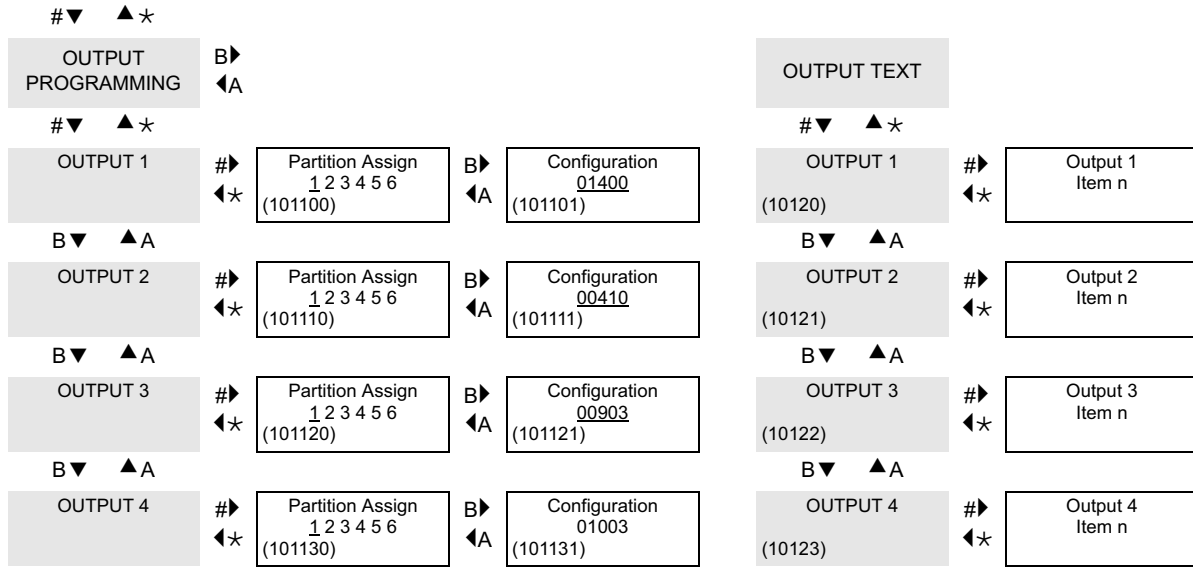 #▼ ▲*
OUTPUT PROGRAMMING
B▶
◀A
OUTPUT TEXT
#▼ ▲*
#▼ ▲*
OUTPUT 1
#▶
◀*
Partition Assign
1 2 3 4 5 6
(101100)
B▶
◀A
Configuration
01400
(101101)
OUTPUT 1
(10120)
#▶
◀*
Output 1
Item n
B▼ ▲A
B▼ ▲A
OUTPUT 2
#▶
◀*
Partition Assign
1 2 3 4 5 6
(101110)
B▶
◀A
Configuration
00410
(101111)
OUTPUT 2
(10121)
#▶
◀*
Output 2
Item n
B▼ ▲A
B▼ ▲A
OUTPUT 3
#▶
◀*
Partition Assign
1 2 3 4 5 6
(101120)
B▶
◀A
Configuration
00903
(101121)
OUTPUT 3
(10122)
#▶
◀*
Output 3
Item n
B▼ ▲A
B▼ ▲A
OUTPUT 4
#▶
◀*
Partition Assign
1 2 3 4 5 6
(101130)
B▶
◀A
Configuration
01003
(101131)
OUTPUT 4
(10123)
#▶
◀*
Output 4
Item n